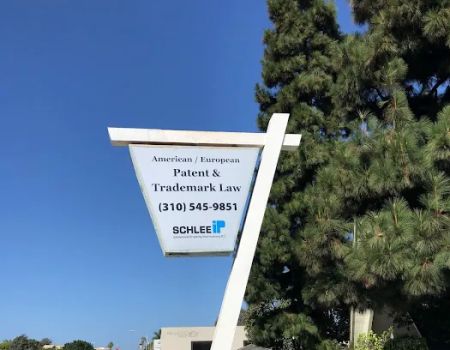 American / European
Patent &
Trademark Law
(310) 545-9851
SCHLEE iP